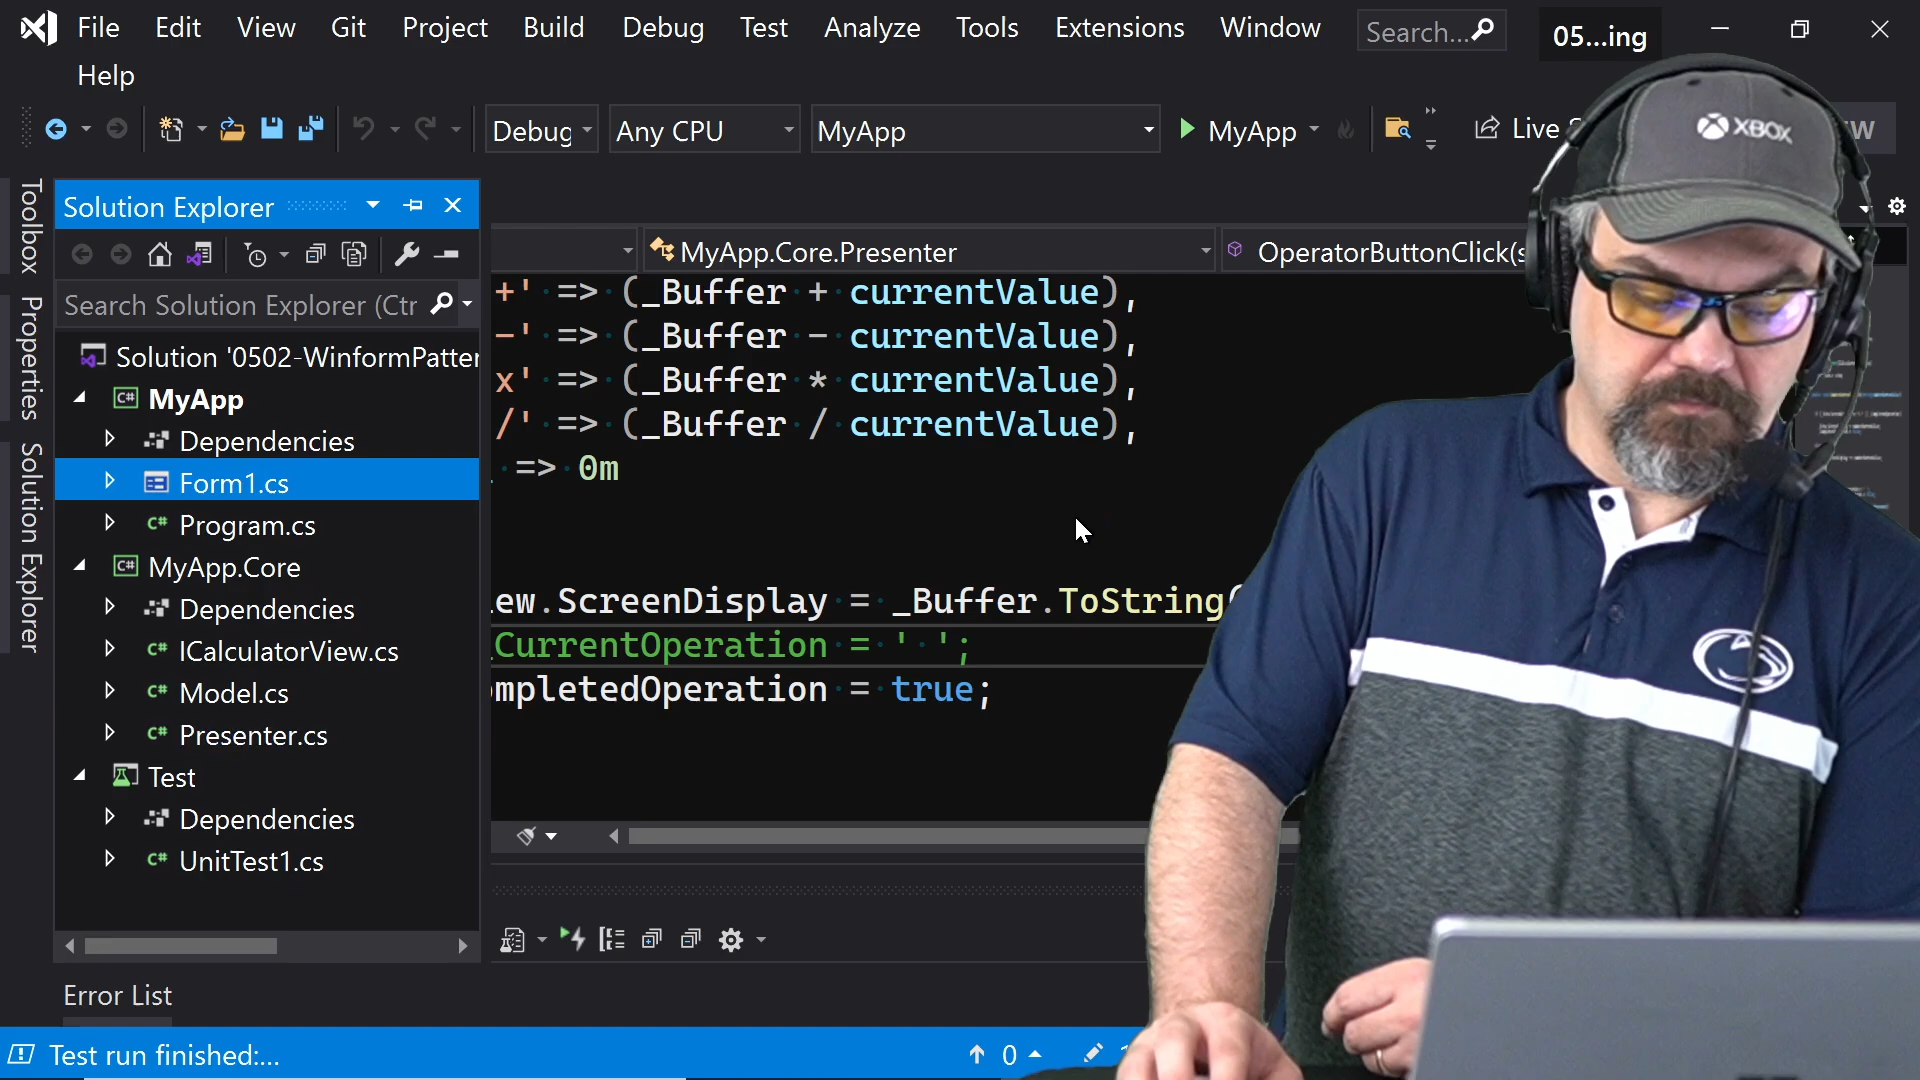 File Edit View Git Project Build Debug Test Analyze Tools Extensions Window Search... 05...ing
Help
Debug Any CPU MyApp MyApp Live
XBOX
Toolbox
Properties
Solution Explorer
Solution Explorer
Search Solution Explorer (Ctr
Solution '0502-WinformPatter
MyApp
Dependencies
Form1.cs
Program.cs
MyApp.Core
Dependencies
ICalculatorView.cs
Model.cs
Presenter.cs
Test
Dependencies
UnitTest1.cs
MyApp.Core.Presenter OperatorButtonClick(s
+' => (_Buffer + currentValue),
-' => (_Buffer - currentValue),
x' => (_Buffer * currentValue),
/' => (_Buffer / currentValue),
=> 0m
ew.ScreenDisplay = _Buffer.ToString(
CurrentOperation = ' ';
mpletedOperation = true;
Error List
Test run finished:... 0